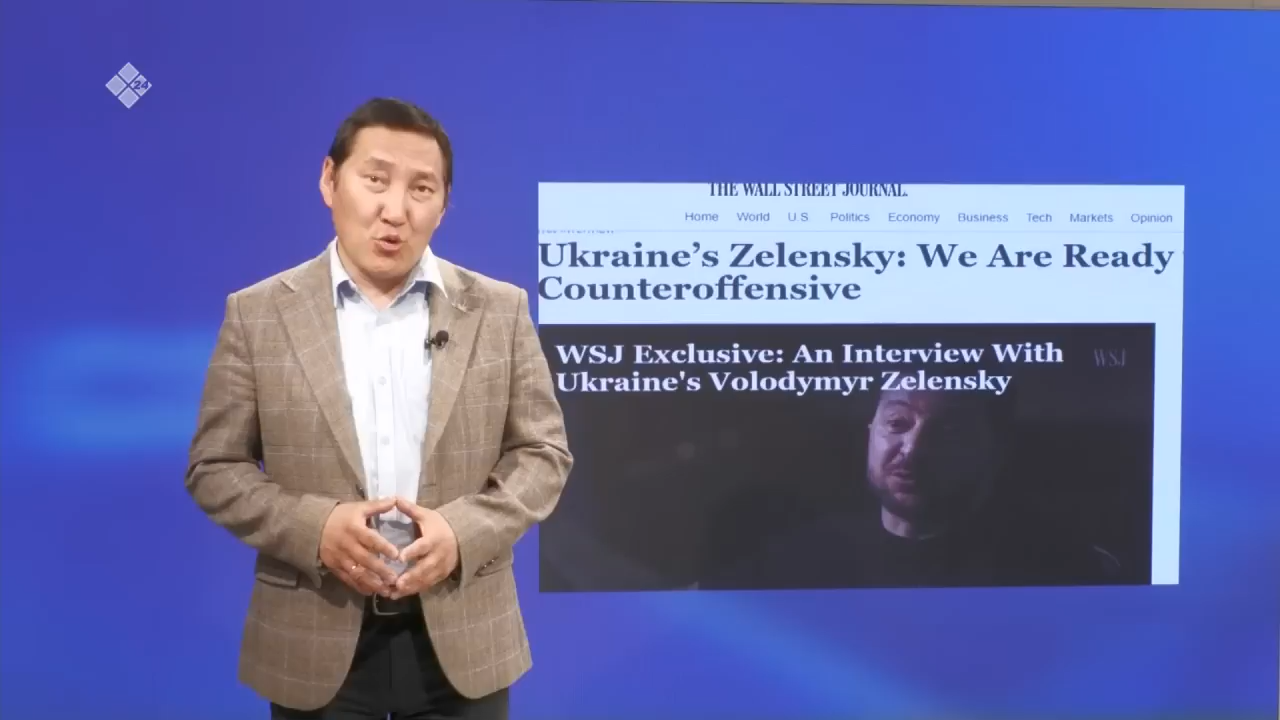 24
THE WALL STREET JOURNAL.
Home World U.S. Politics Economy Business Tech Markets Opinion
Ukraine’s Zelensky: We Are Ready
Counteroffensive
WSJ Exclusive: An Interview With
Ukraine's Volodymyr Zelensky
WSJ